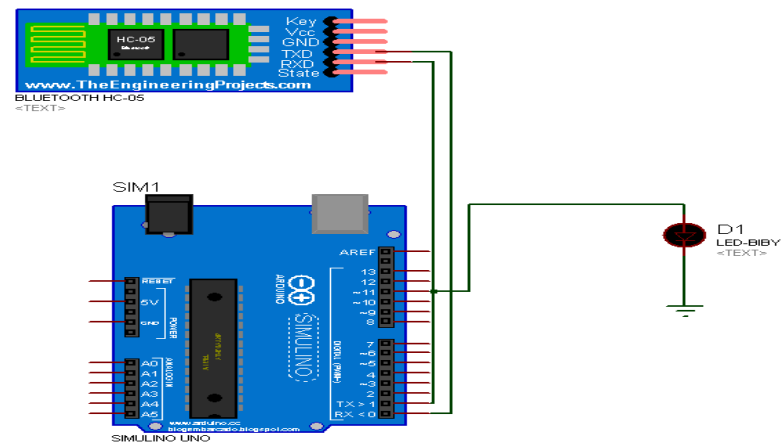 Key
Vcc
GND
TXD
RXD
State
HC-05
Bluetooth
www.TheEngineeringProjects.com
BLUETOOTH HC-05
<TEXT>
SIM1
AREF
13
12
~11
~10
~9
8
RESET
5V
GND
POWER
ARDUINO
SIMULINO
DIGITAL (PWM~)
7
~6
~5
4
~3
2
TX > 1
RX < 0
ANALOG IN
A0
A1
A2
A3
A4
A5
www.arduino.cc
blogembarcado.blogspot.com
SIMULINO UNO
D1
LED-BIBY
<TEXT>